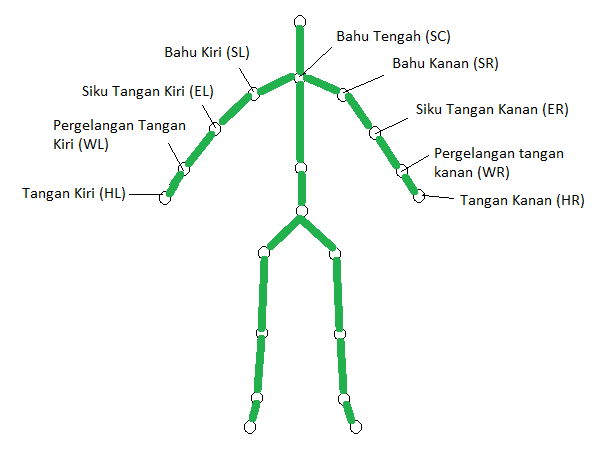 Bahu Tengah (SC)
Bahu Kiri (SL)
Bahu Kanan (SR)
Siku Tangan Kiri (EL)
Siku Tangan Kanan (ER)
Pergelangan Tangan
Kiri (WL)
Pergelangan tangan
kanan (WR)
Tangan Kiri (HL)
Tangan Kanan (HR)